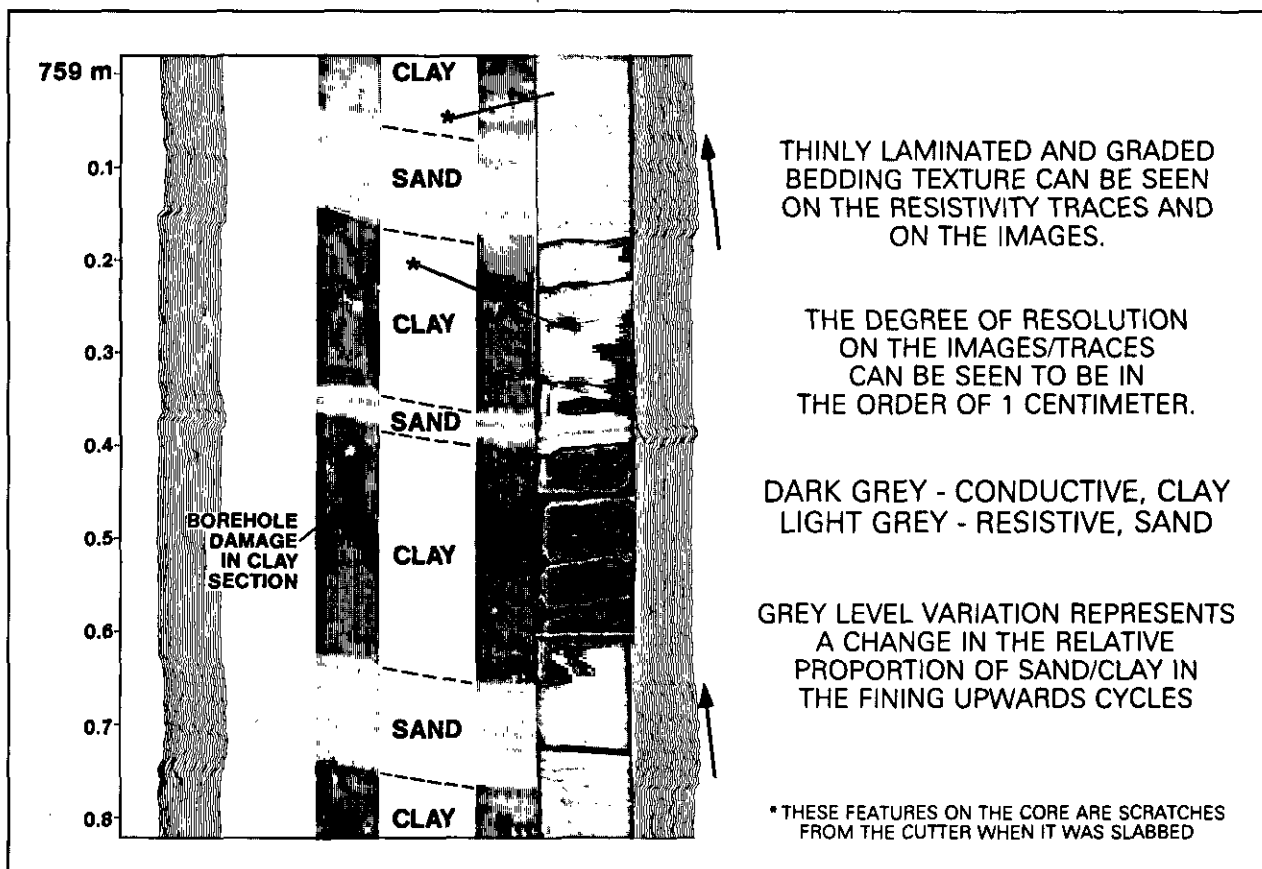 759 m
0.1
0.2
0.3
0.4
0.5
0.6
0.7
0.8
CLAY
*
SAND
*
CLAY
SAND
BOREHOLE
DAMAGE
IN CLAY
SECTION
CLAY
SAND
CLAY
THINLY LAMINATED AND GRADED
BEDDING TEXTURE CAN BE SEEN
ON THE RESISTIVITY TRACES AND
ON THE IMAGES.
THE DEGREE OF RESOLUTION
ON THE IMAGES/TRACES
CAN BE SEEN TO BE IN
THE ORDER OF 1 CENTIMETER.
DARK GREY - CONDUCTIVE, CLAY
LIGHT GREY - RESISTIVE, SAND
GREY LEVEL VARIATION REPRESENTS
A CHANGE IN THE RELATIVE
PROPORTION OF SAND/CLAY IN
THE FINING UPWARDS CYCLES
* THESE FEATURES ON THE CORE ARE SCRATCHES
FROM THE CUTTER WHEN IT WAS SLABBED